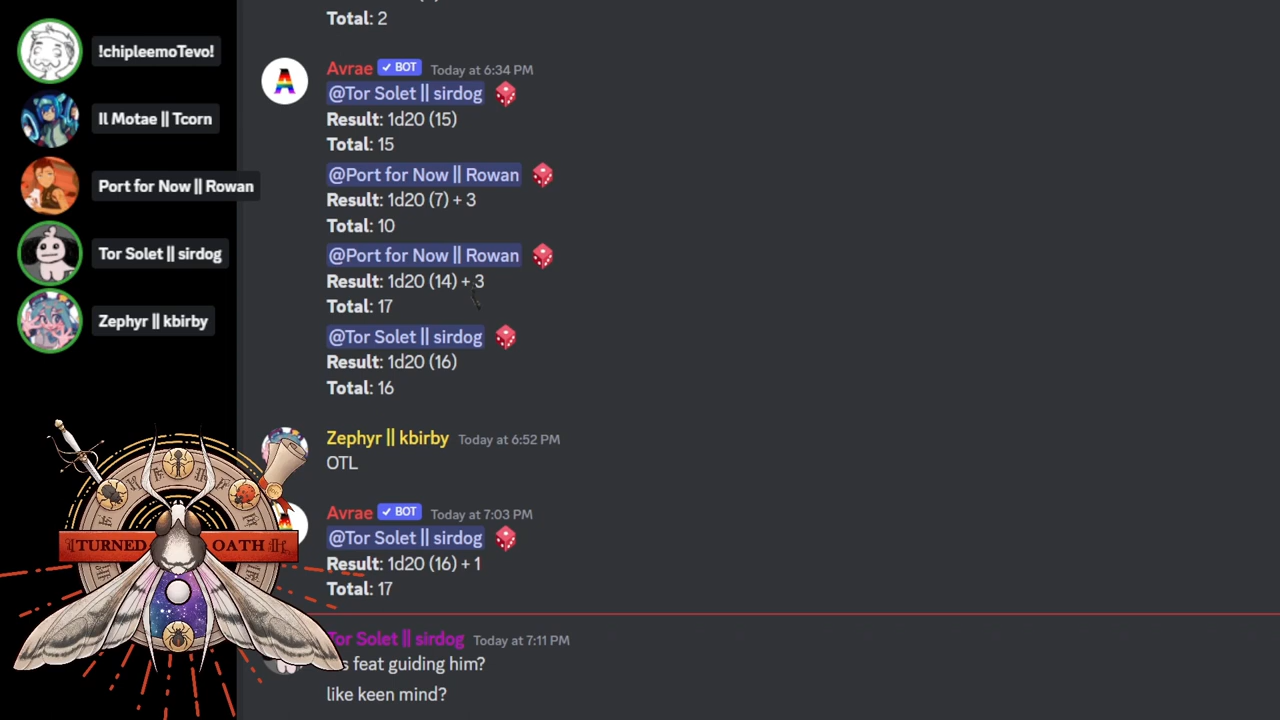 !chipleemoTevo!
Il Motae || Tcorn
Port for Now || Rowan
Tor Solet || sirdog
Zephyr || kbirby
TURNED OATH
Total: 2
Avrae ✓ BOT Today at 6:34 PM
@Tor Solet || sirdog
Result: 1d20 (15)
Total: 15
@Port for Now || Rowan
Result: 1d20 (7) + 3
Total: 10
@Port for Now || Rowan
Result: 1d20 (14) + 3
Total: 17
@Tor Solet || sirdog
Result: 1d20 (16)
Total: 16
Zephyr || kbirby Today at 6:52 PM
OTL
Avrae ✓ BOT Today at 7:03 PM
@Tor Solet || sirdog
Result: 1d20 (16) + 1
Total: 17
Tor Solet || sirdog Today at 7:11 PM
feat guiding him?
like keen mind?